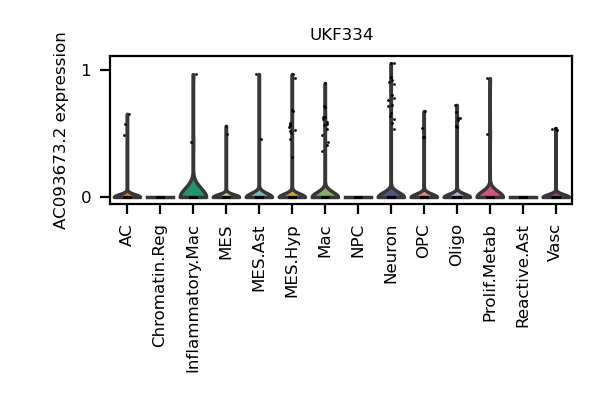 UKF334
AC093673.2 expression
1
0
AC
Chromatin.Reg
Inflammatory.Mac
MES
MES.Ast
MES.Hyp
Mac
NPC
Neuron
OPC
Oligo
Prolif.Metab
Reactive.Ast
Vasc